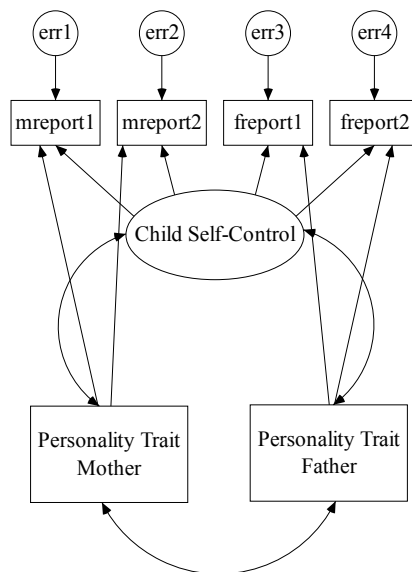 err1
err2
err3
err4
mreport1
mreport2
freport1
freport2
Child Self-Control
Personality Trait
Mother
Personality Trait
Father